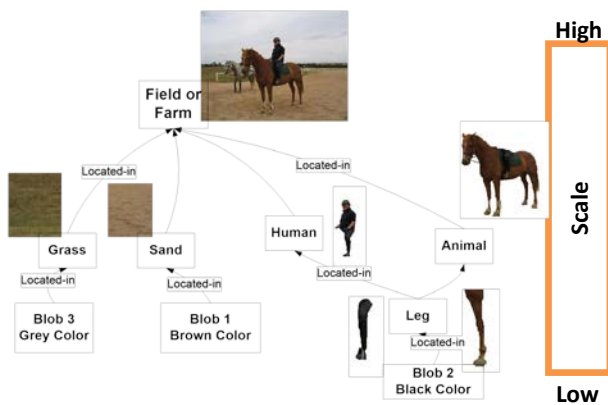 High
Field or
Farm
Located-in
Located-in
Scale
Grass
Sand
Human
Animal
Located-in
Located-in
Located-in
Blob 3
Grey Color
Blob 1
Brown Color
Leg
Located-in
Blob 2
Black Color
Low